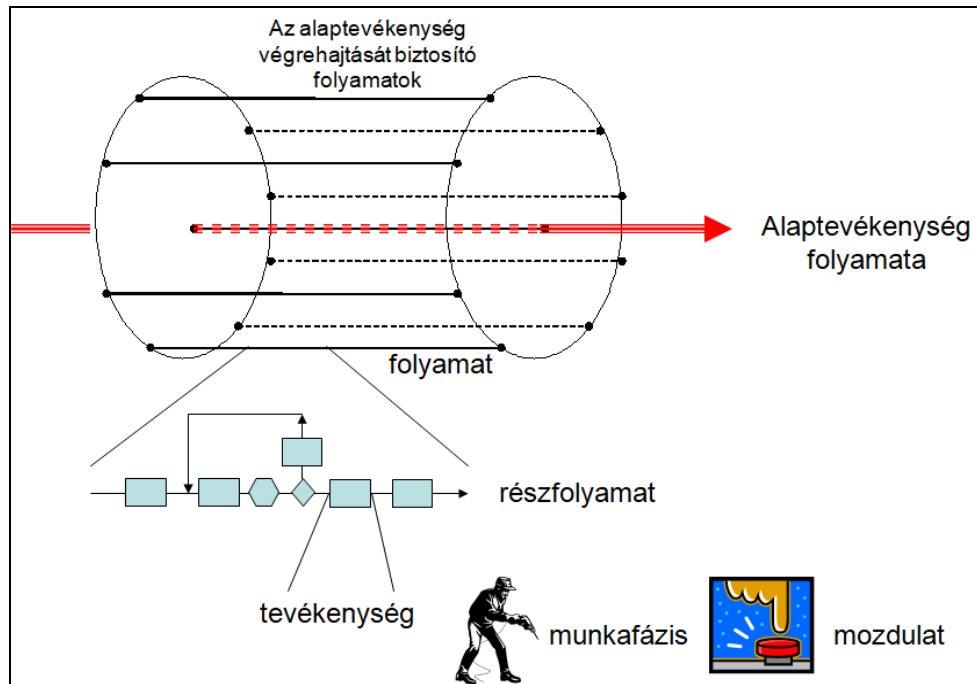 Az alaptevékenység
végrehajtását biztosító
folyamatok
Alaptevékenység
folyamata
folyamat
részfolyamat
tevékenység
munkafázis
mozdulat